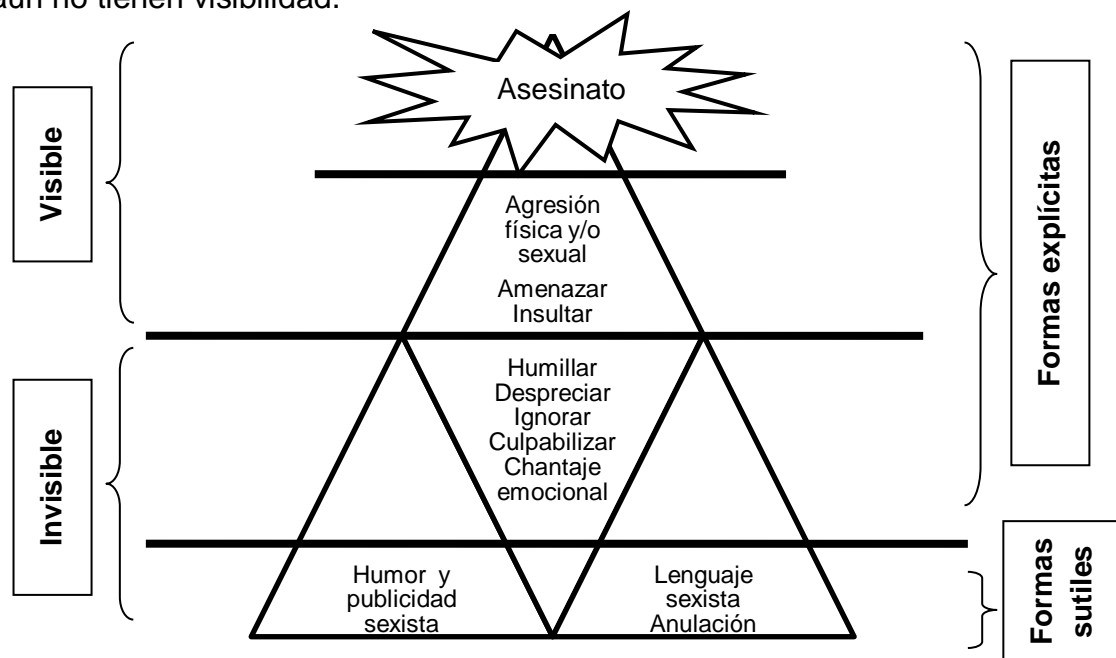 aún no tienen visibilidad.
Asesinato
Visible
Formas explícitas
Agresión
física y/o
sexual
Amenazar
Insultar
Invisible
Humillar
Despreciar
Ignorar
Culpabilizar
Chantaje
emocional
Humor y
publicidad
sexista
Lenguaje
sexista
Anulación
Formas
sutiles